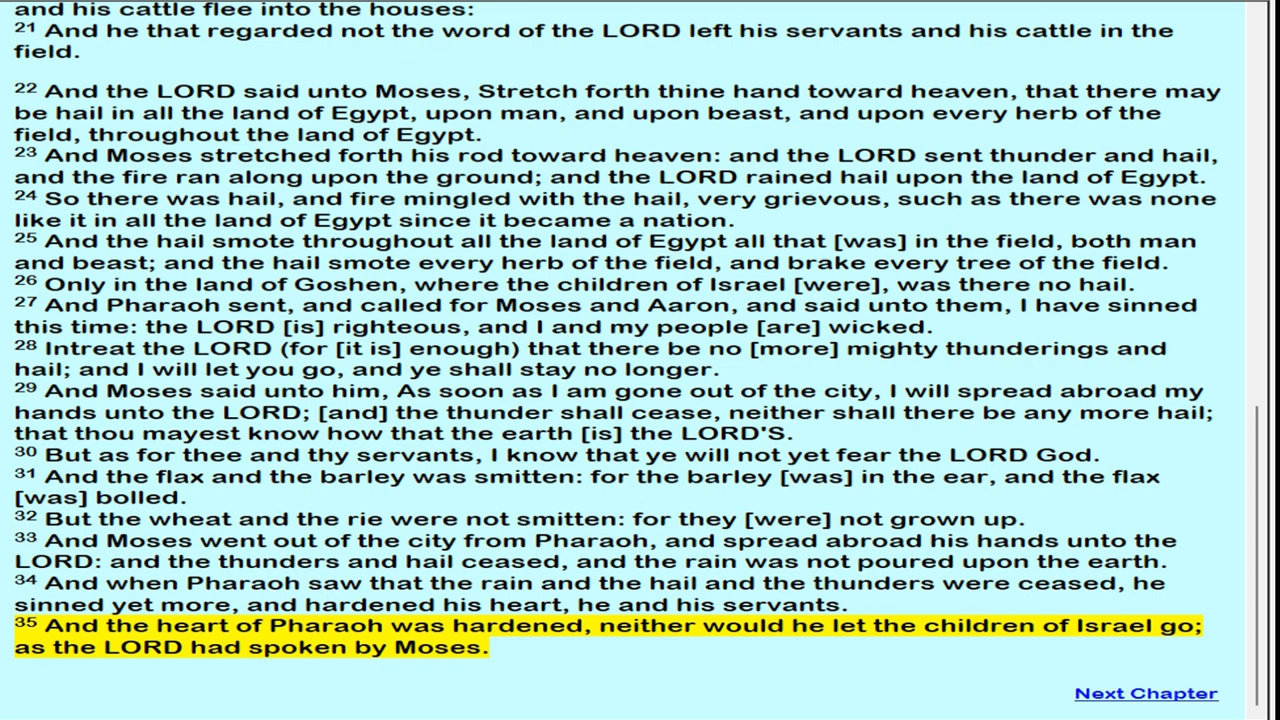 and his cattle flee into the houses:
21 And he that regarded not the word of the LORD left his servants and his cattle in the
field.
22 And the LORD said unto Moses, Stretch forth thine hand toward heaven, that there may
be hail in all the land of Egypt, upon man, and upon beast, and upon every herb of the
field, throughout the land of Egypt.
23 And Moses stretched forth his rod toward heaven: and the LORD sent thunder and hail,
and the fire ran along upon the ground; and the LORD rained hail upon the land of Egypt.
24 So there was hail, and fire mingled with the hail, very grievous, such as there was none
like it in all the land of Egypt since it became a nation.
25 And the hail smote throughout all the land of Egypt all that [was] in the field, both man
and beast; and the hail smote every herb of the field, and brake every tree of the field.
26 Only in the land of Goshen, where the children of Israel [were], was there no hail.
27 And Pharaoh sent, and called for Moses and Aaron, and said unto them, I have sinned
this time: the LORD [is] righteous, and I and my people [are] wicked.
28 Intreat the LORD (for [it is] enough) that there be no [more] mighty thunderings and
hail; and I will let you go, and ye shall stay no longer.
29 And Moses said unto him, As soon as I am gone out of the city, I will spread abroad my
hands unto the LORD; [and] the thunder shall cease, neither shall there be any more hail;
that thou mayest know how that the earth [is] the LORD'S.
30 But as for thee and thy servants, I know that ye will not yet fear the LORD God.
31 And the flax and the barley was smitten: for the barley [was] in the ear, and the flax
[was] bolled.
32 But the wheat and the rie were not smitten: for they [were] not grown up.
33 And Moses went out of the city from Pharaoh, and spread abroad his hands unto the
LORD: and the thunders and hail ceased, and the rain was not poured upon the earth.
34 And when Pharaoh saw that the rain and the hail and the thunders were ceased, he
sinned yet more, and hardened his heart, he and his servants.
35 And the heart of Pharaoh was hardened, neither would he let the children of Israel go;
as the LORD had spoken by Moses.
Next Chapter